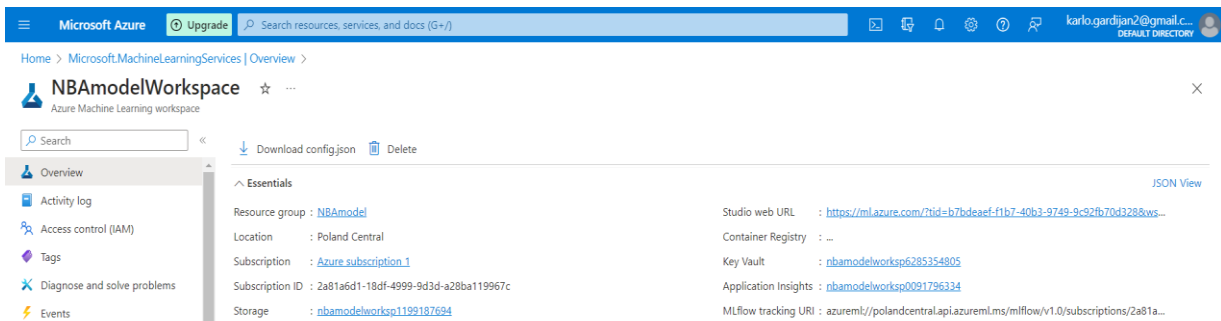 Microsoft Azure
Upgrade
Search resources, services, and docs (G+/)
karlo.gardijan2@gmail.c...
DEFAULT DIRECTORY
Home > Microsoft.MachineLearningServices | Overview >
NBAmodelWorkspace
Azure Machine Learning workspace
Search
Download config.json
Delete
Overview
Activity log
Access control (IAM)
Tags
Diagnose and solve problems
Events
Essentials
JSON View
Resource group : NBAmodel
Location : Poland Central
Subscription : Azure subscription 1
Subscription ID : 2a81a6d1-18df-4999-9d3d-a28ba119967c
Storage : nbamodelworksp1199187694
Studio web URL : https://ml.azure.com/?tid=b7bdeaef-f1b7-40b3-9749-9c92fb70d328&ws...
Container Registry : ...
Key Vault : nbamodelworksp6285354805
Application Insights : nbamodelworksp0091796334
MLflow tracking URI : azureml://polandcentral.api.azureml.ms/mlflow/v1.0/subscriptions/2a81a...